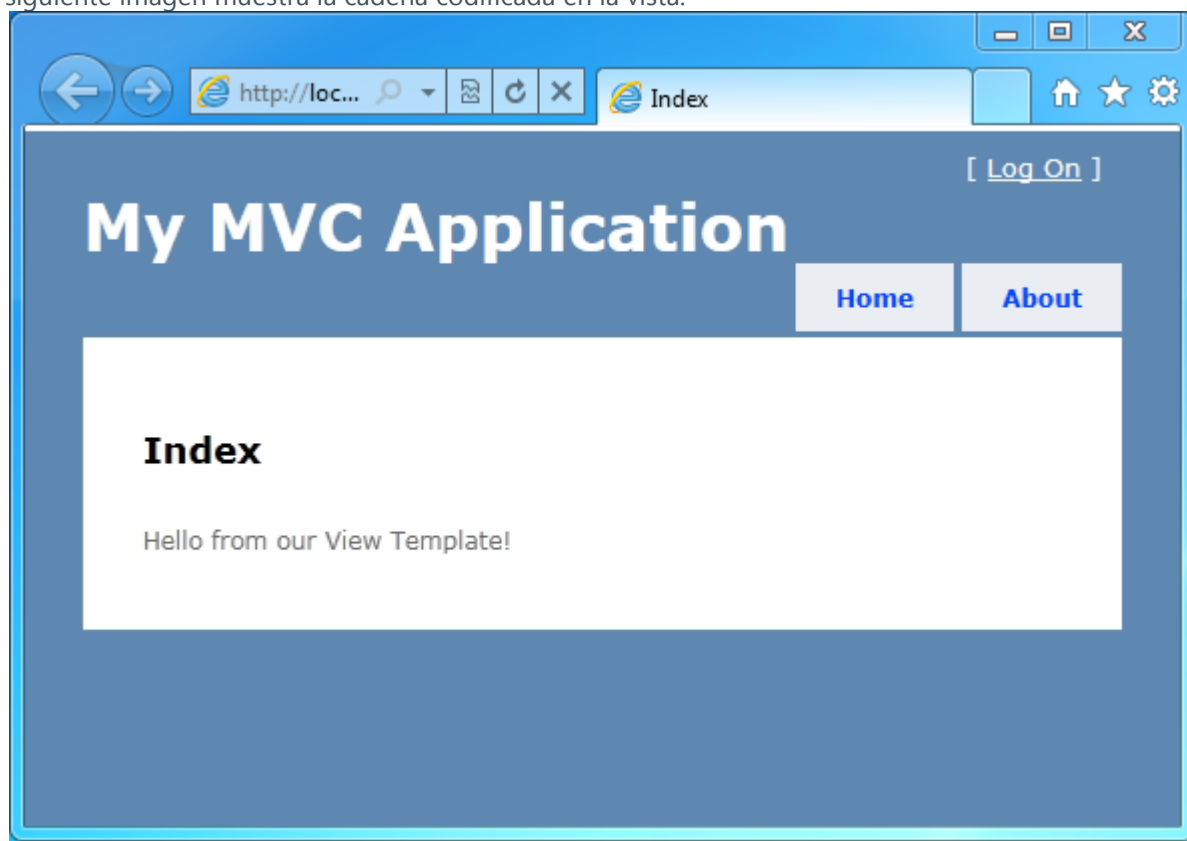 siguiente imagen muestra la cadena codificada en la vista.
http://loc...
Index
[ Log On ]
My MVC Application
Home
About
Index
Hello from our View Template!